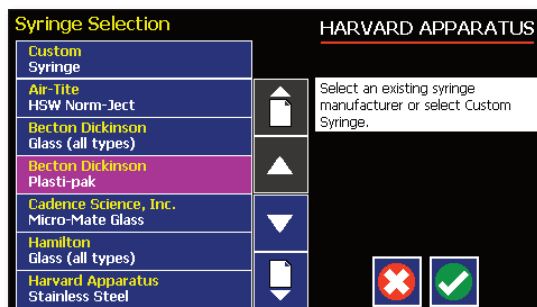 Syringe Selection
Custom
Syringe
Air-Tite
HSW Norm-Ject
Becton Dickinson
Glass (all types)
Becton Dickinson
Plasti-pak
Cadence Science, Inc.
Micro-Mate Glass
Hamilton
Glass (all types)
Harvard Apparatus
Stainless Steel
HARVARD APPARATUS
Select an existing syringe
manufacturer or select Custom
Syringe.